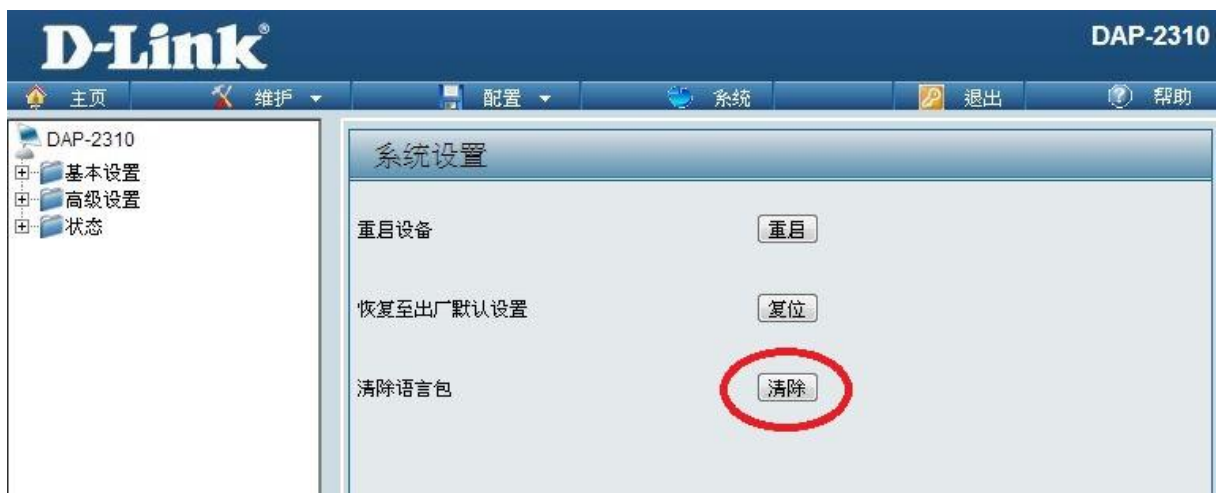 D-Link®
DAP-2310
主页 维护 配置 系统 退出 帮助
DAP-2310
基本设置
高级设置
状态
系统设置
重启设备 重启
恢复至出厂默认设置 复位
清除语言包 清除